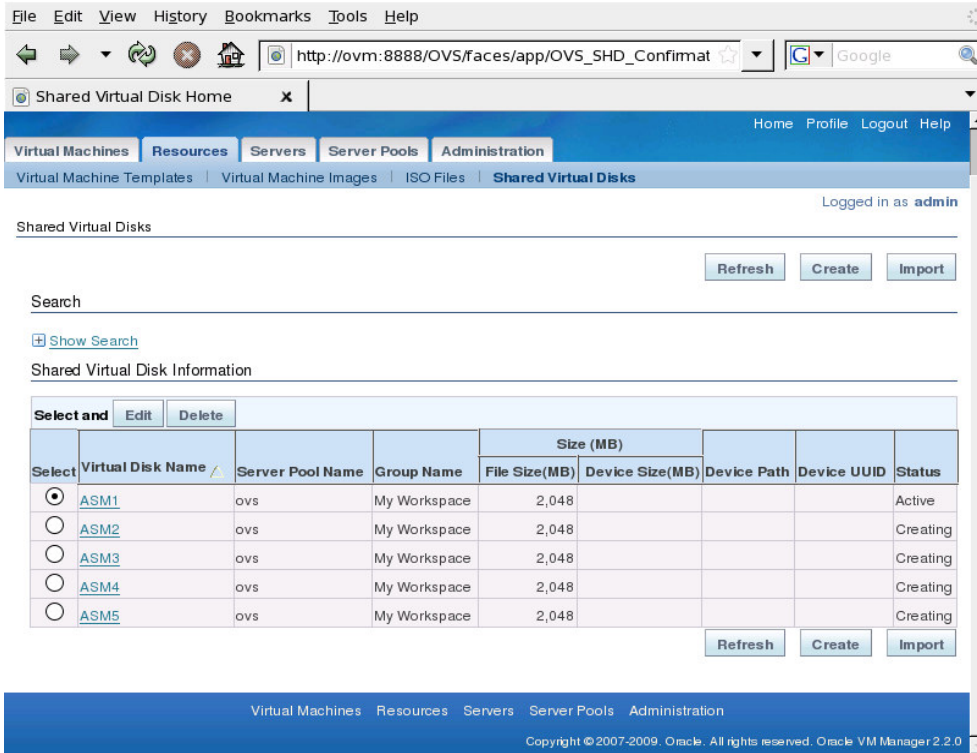 File Edit View History Bookmarks Tools Help
http://ovm:8888/OVS/faces/app/OVS_SHD_Confirmat G Google
Shared Virtual Disk Home x
Home Profile Logout Help
Virtual Machines Resources Servers Server Pools Administration
Virtual Machine Templates | Virtual Machine Images | ISO Files | Shared Virtual Disks
Logged in as admin
Shared Virtual Disks
Refresh Create Import
Search
Show Search
Shared Virtual Disk Information
Select and Edit Delete
Size (MB)
Select Virtual Disk Name Server Pool Name Group Name File Size(MB) Device Size(MB) Device Path Device UUID Status
ASM1 ovs My Workspace 2,048 Active
ASM2 ovs My Workspace 2,048 Creating
ASM3 ovs My Workspace 2,048 Creating
ASM4 ovs My Workspace 2,048 Creating
ASM5 ovs My Workspace 2,048 Creating
Refresh Create Import
Virtual Machines Resources Servers Server Pools Administration
Copyright ©2007-2009. Oracle. All rights reserved. Oracle VM Manager 2.2.0